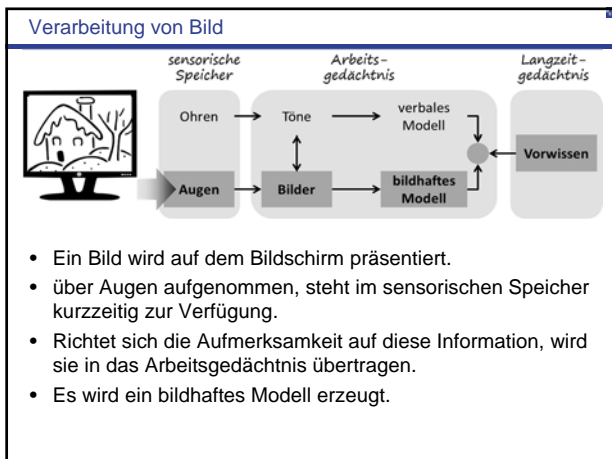 Verarbeitung von Bild
sensorische
Speicher
Arbeits-
gedächtnis
Langzeit-
gedächtnis
Ohren
Töne
verbales
Modell
Augen
Bilder
bildhaftes
Modell
Vorwissen
• Ein Bild wird auf dem Bildschirm präsentiert.
• über Augen aufgenommen, steht im sensorischen Speicher
kurzzeitig zur Verfügung.
• Richtet sich die Aufmerksamkeit auf diese Information, wird
sie in das Arbeitsgedächtnis übertragen.
• Es wird ein bildhaftes Modell erzeugt.